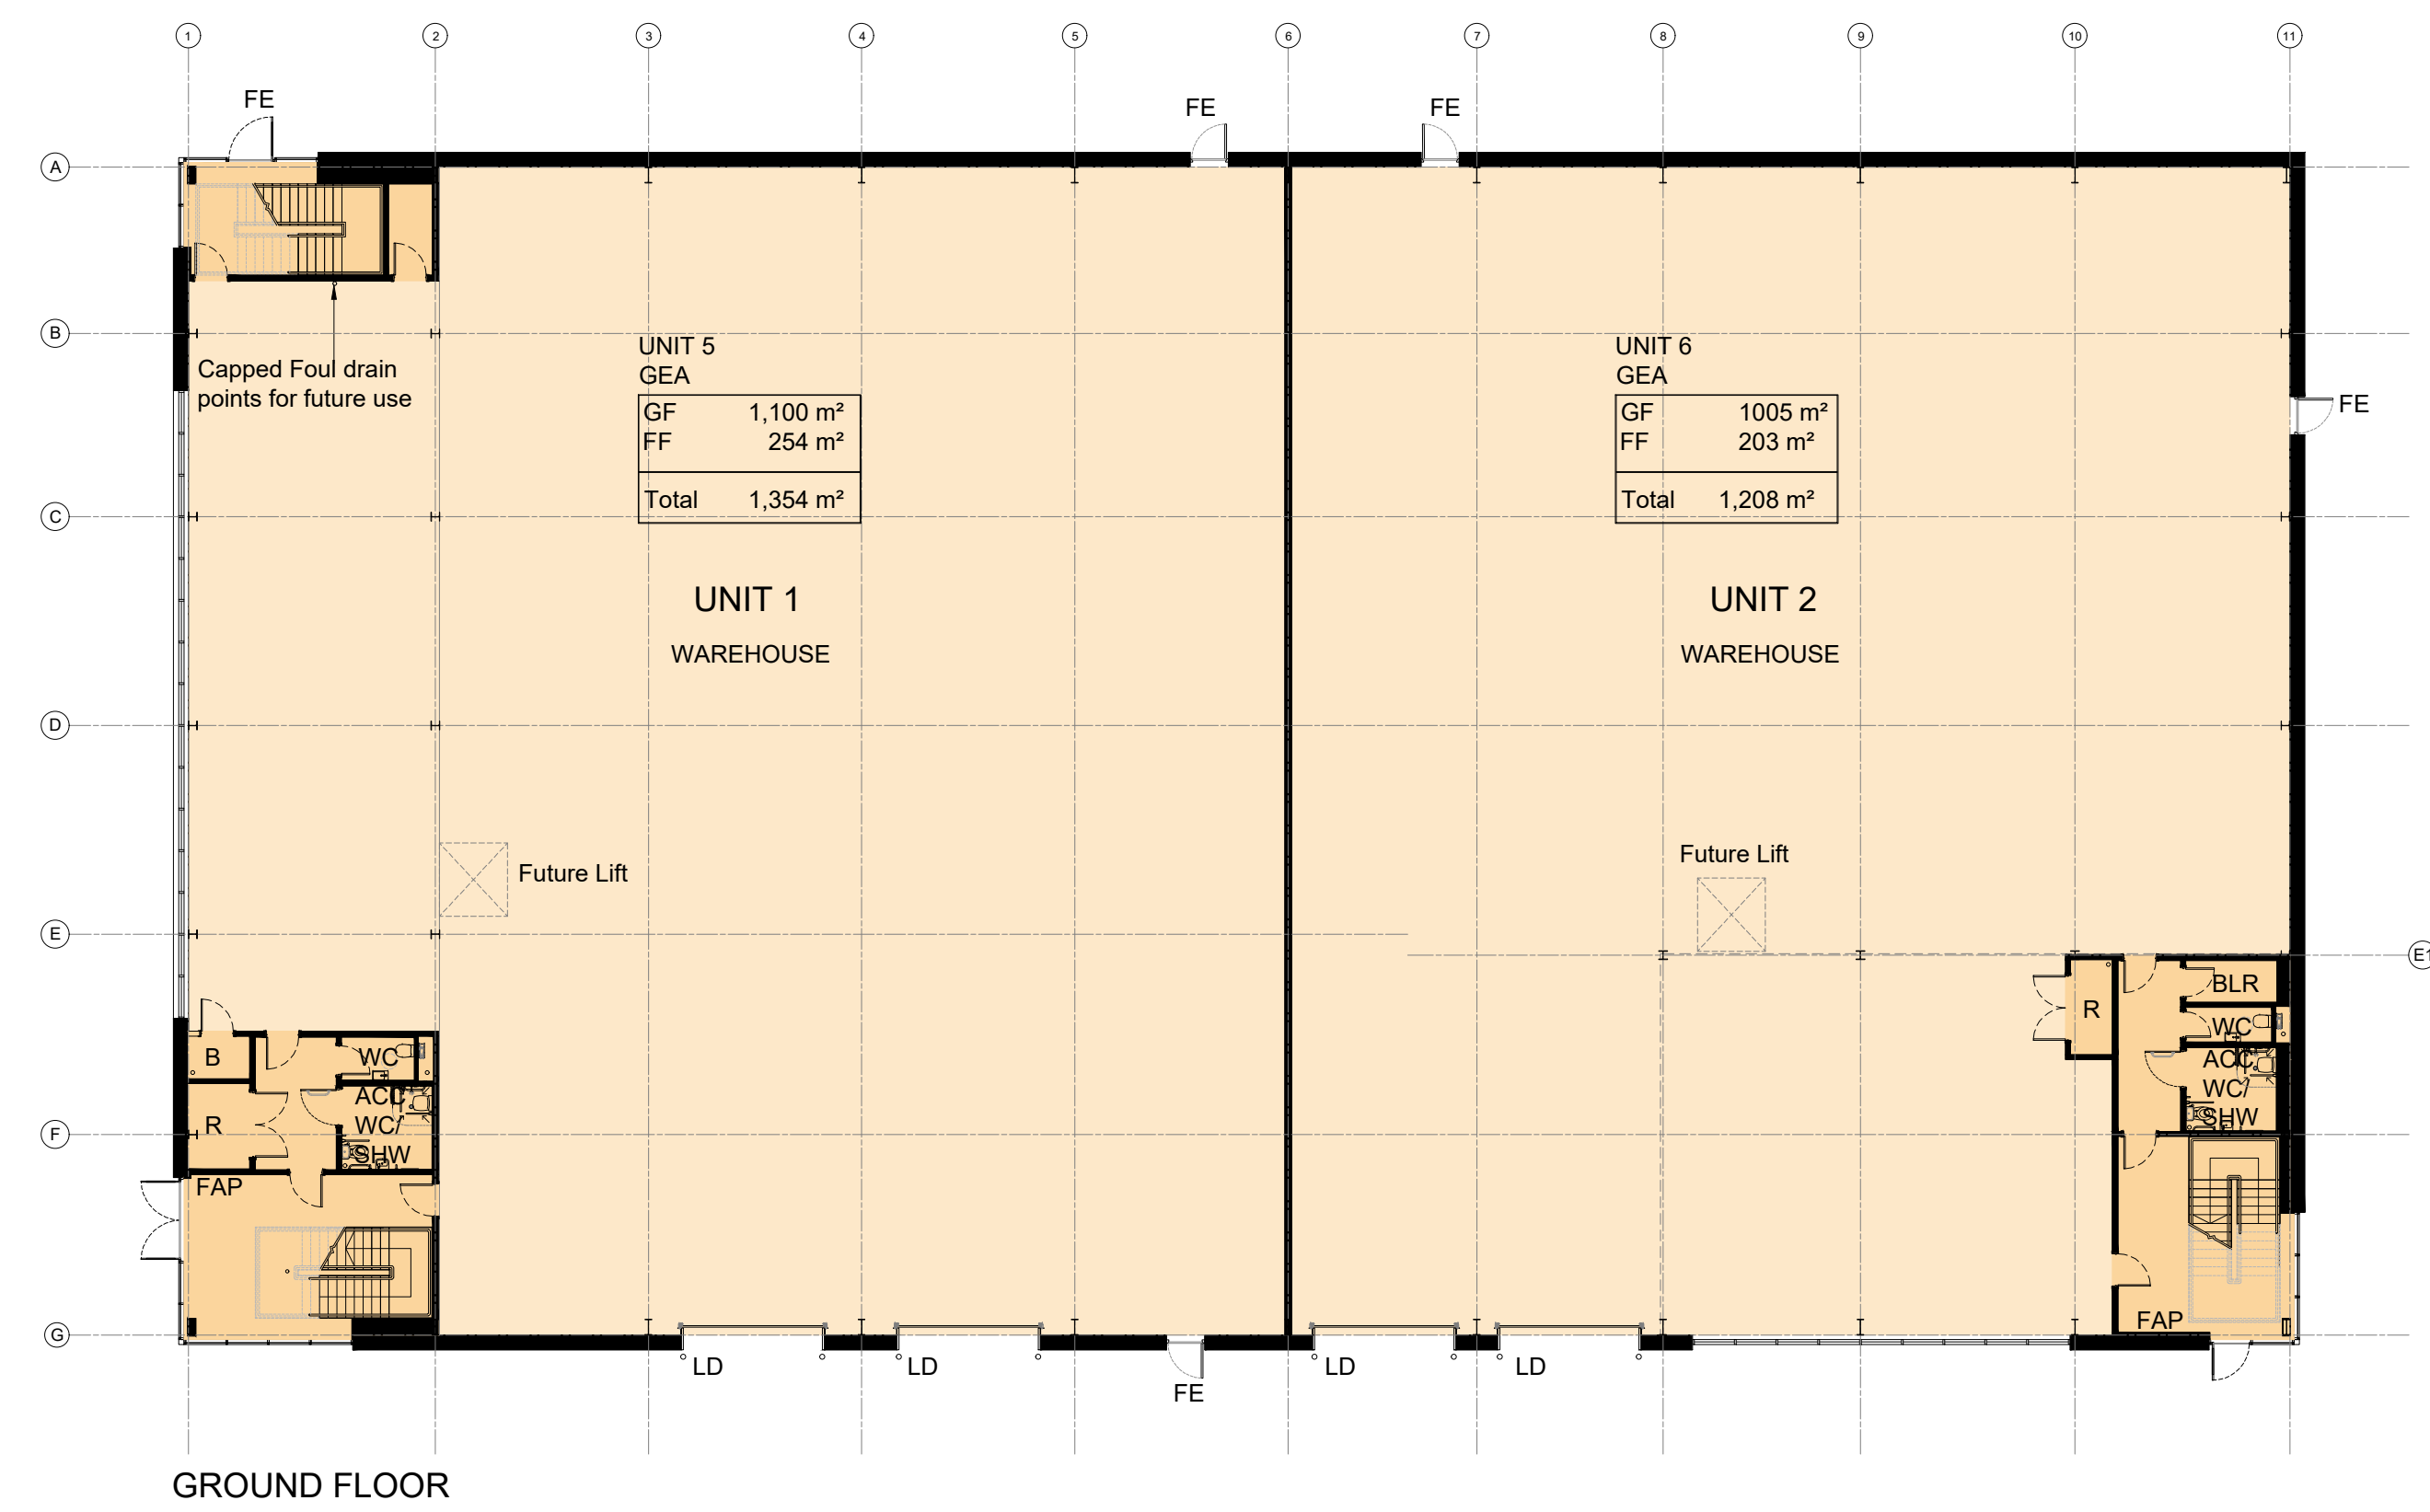 1 2 3 4 5 6 7 8 9 10 11
FE
FE
FE
A
B
Capped Foul drain
points for future use
UNIT 5
GEA
GF 1,100 m²
FF 254 m²
Total 1,354 m²
UNIT 6
GEA
GF 1005 m²
FF 203 m²
Total 1,208 m²
FE
C
UNIT 1
WAREHOUSE
UNIT 2
WAREHOUSE
D
Future Lift
Future Lift
E
E1
B
WC
R
ACC
WC/
SHW
FAP
R
BLR
WC
ACC
WC/
SHW
FAP
F
G
LD
LD
FE
LD
LD
GROUND FLOOR